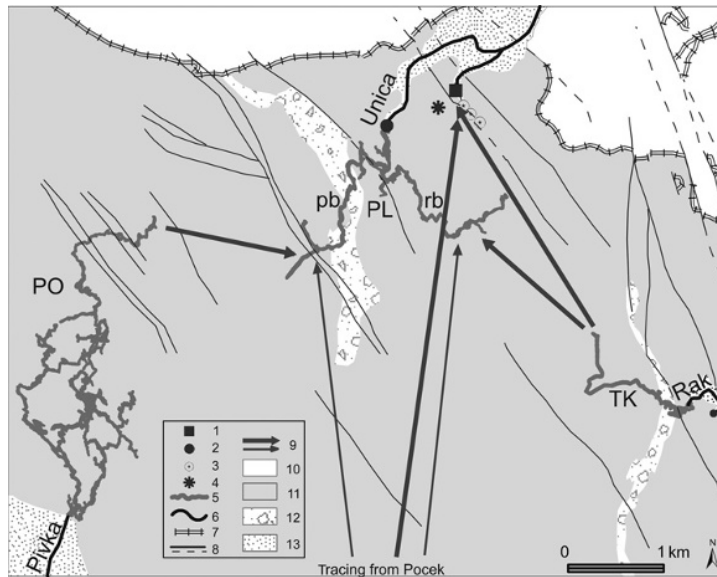 Unica
pb
PL
rb
PO
TK
Rak
Pivka
1
2
3
4
5
6
7
8
9
10
11
12
13
Tracing from Pocek
0 1 km
N